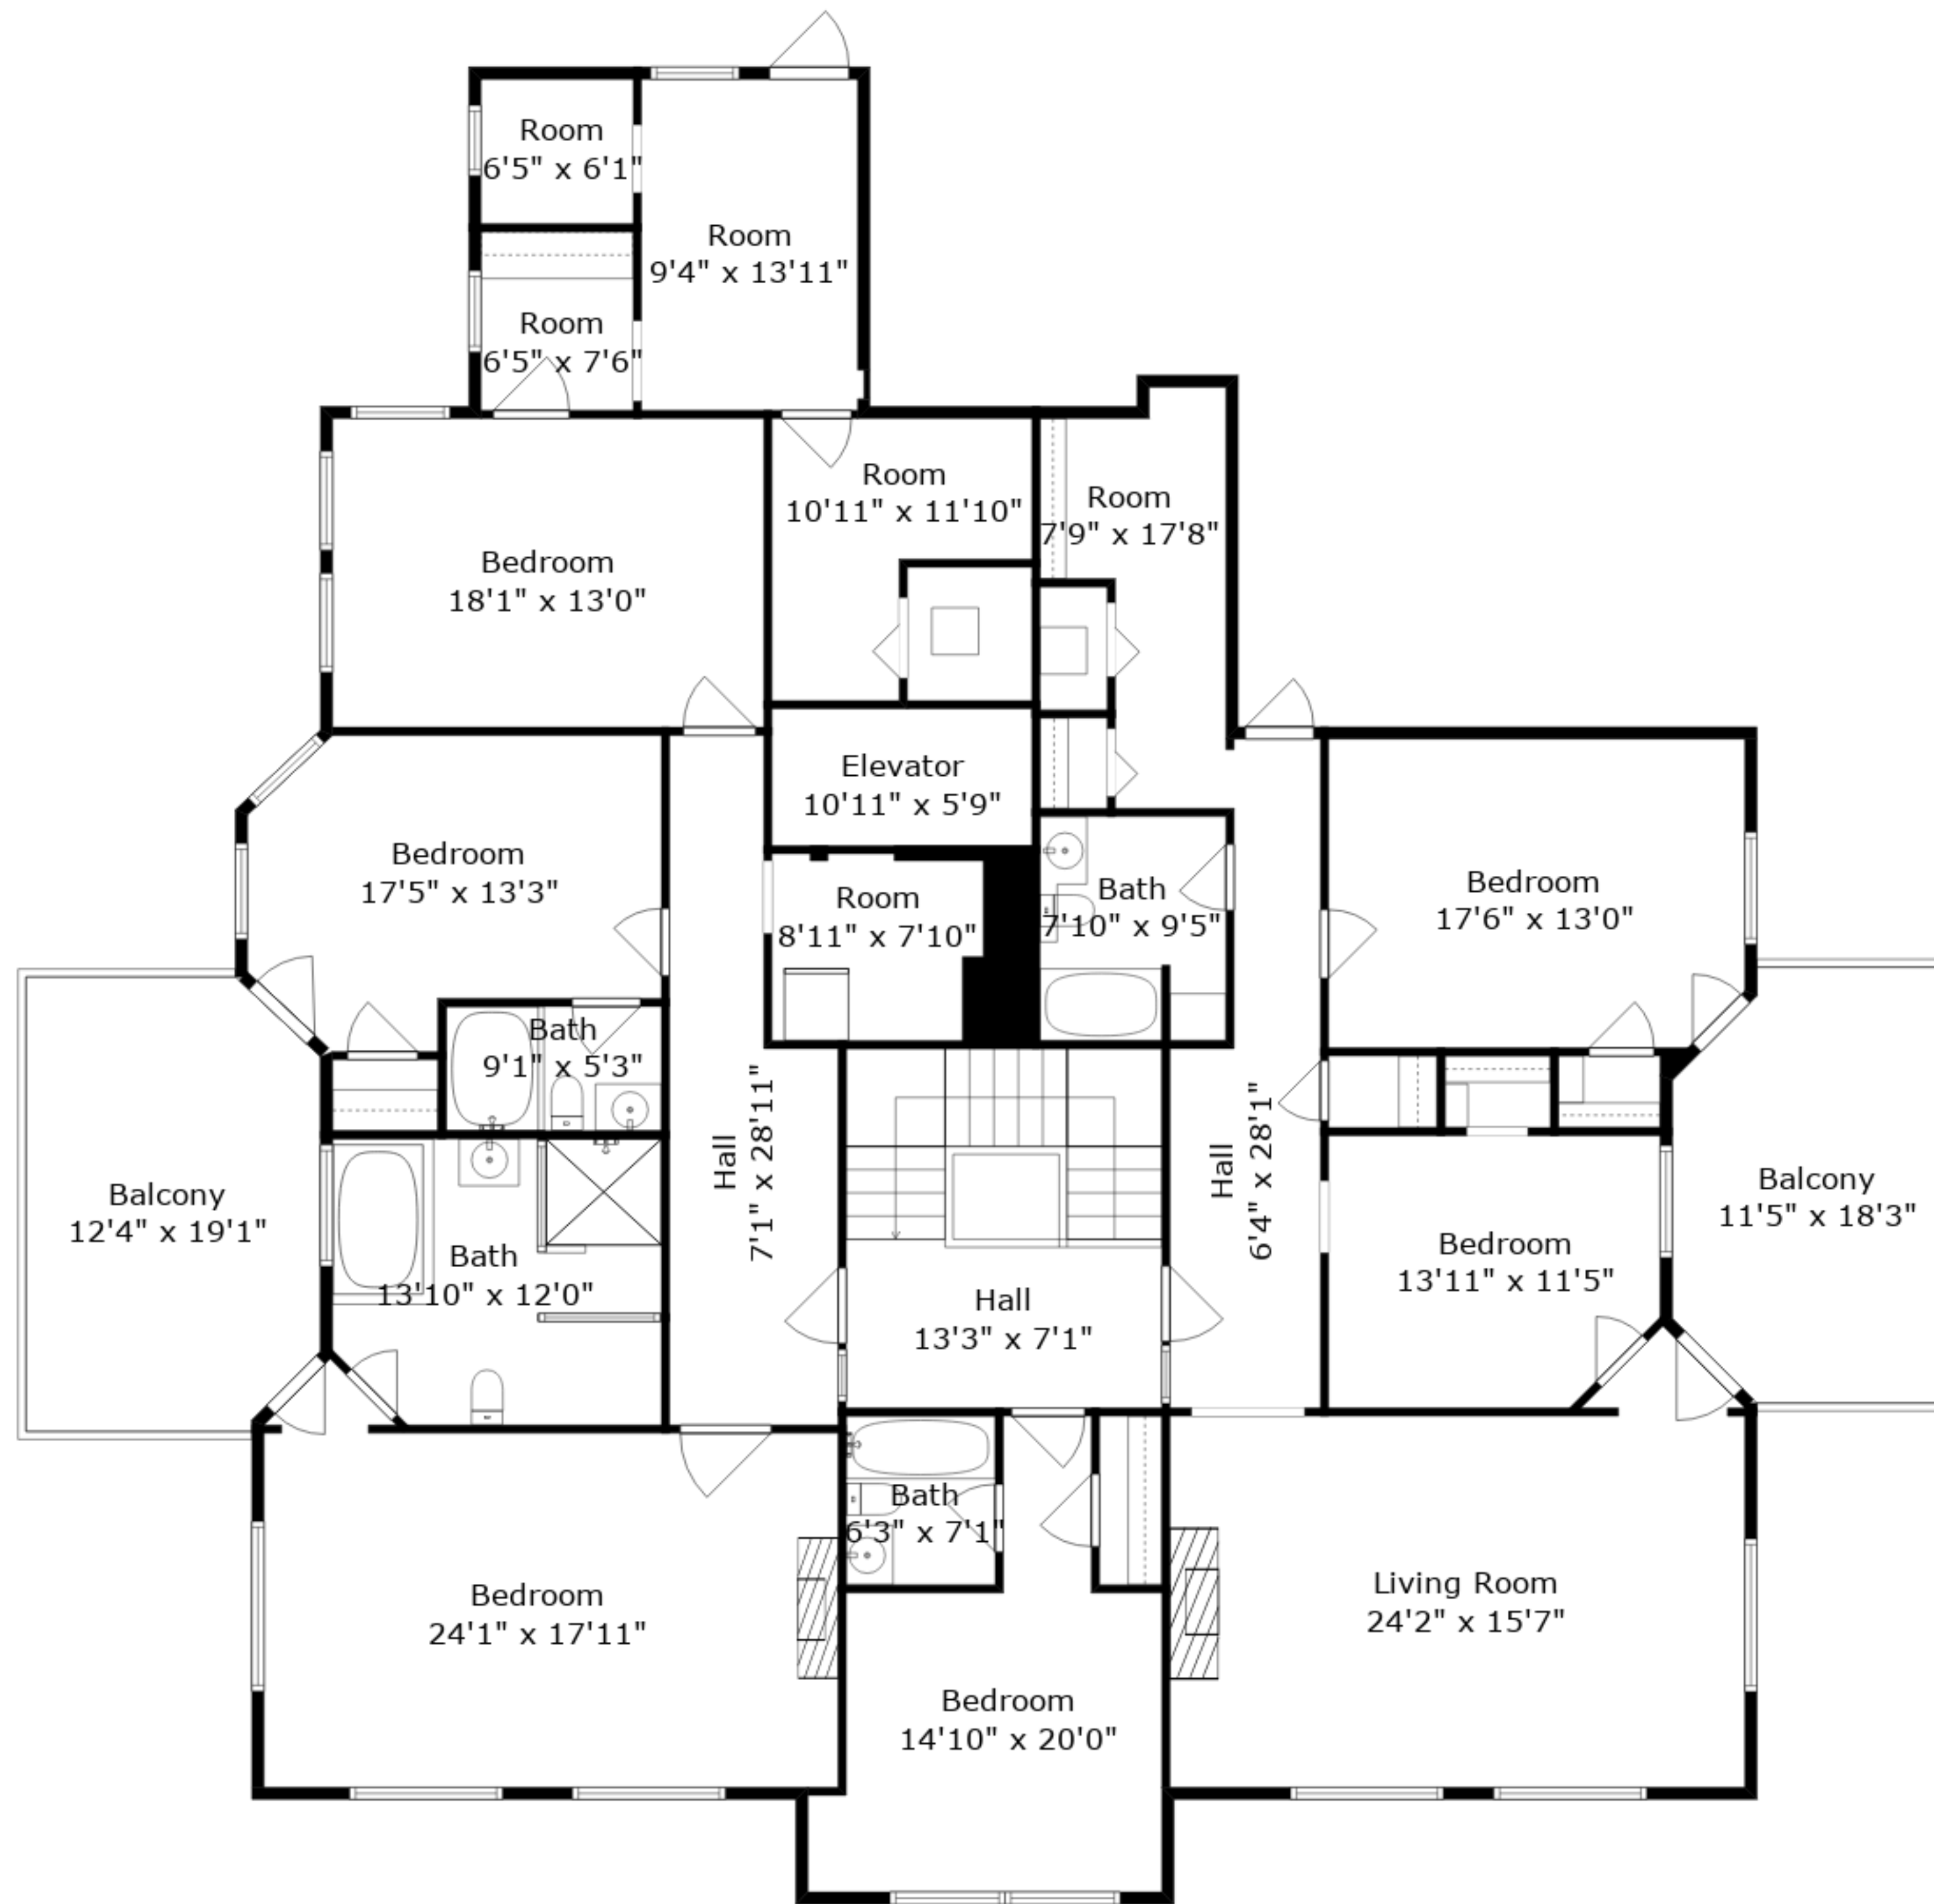 Room
6'5" x 6'1"
Room
9'4" x 13'11"
Room
6'5" x 7'6"
Room
10'11" x 11'10"
Room
7'9" x 17'8"
Bedroom
18'1" x 13'0"
Elevator
10'11" x 5'9"
Bedroom
17'5" x 13'3"
Room
8'11" x 7'10"
Bath
7'10" x 9'5"
Bedroom
17'6" x 13'0"
Bath
9'1" x 5'3"
Hall
7'1" x 28'11"
Hall
6'4" x 28'1"
Balcony
12'4" x 19'1"
Bath
13'10" x 12'0"
Hall
13'3" x 7'1"
Bedroom
13'11" x 11'5"
Balcony
11'5" x 18'3"
Bath
6'3" x 7'1"
Bedroom
24'1" x 17'11"
Living Room
24'2" x 15'7"
Bedroom
14'10" x 20'0"